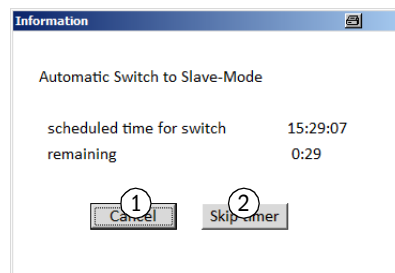 Information
Automatic Switch to Slave-Mode
scheduled time for switch 15:29:07
remaining 0:29
1 2
Cancel Skip timer